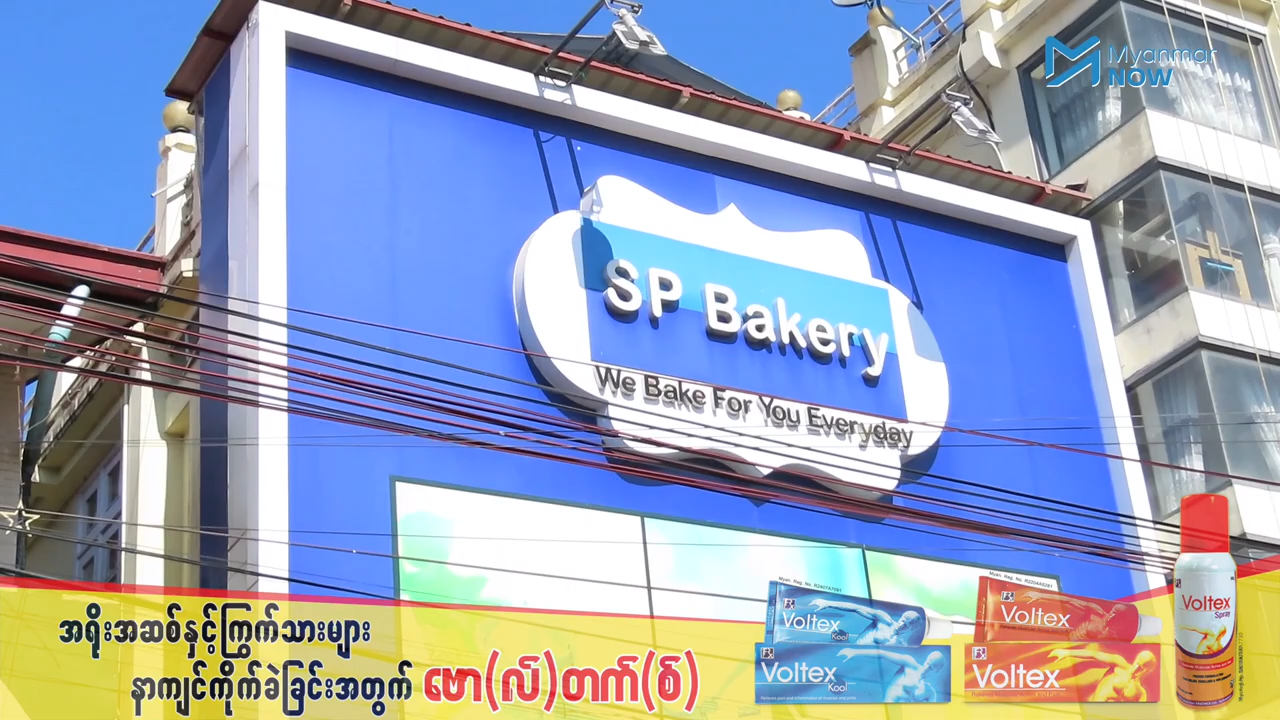 Myanmar
NOW
SP Bakery
We Bake For You Everyday
အရိုးအဆစ်နှင့်ကြွက်သားများ
နာကျင်ကိုက်ခဲခြင်းအတွက် ဗော(လ်)တက်(စ်)
Voltex
Kool
Voltex
Kool
Voltex
Voltex
Voltex
Spray